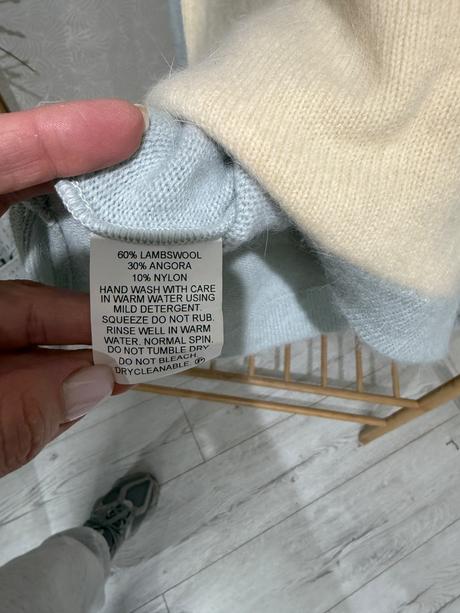 60% LAMBSWOOL
30% ANGORA
10% NYLON
HAND WASH WITH CARE
IN WARM WATER USING
MILD DETERGENT.
SQUEEZE DO NOT RUB.
RINSE WELL IN WARM
WATER. NORMAL SPIN.
DO NOT TUMBLE DRY
DO NOT BLEACH.
DRYCLEANABLE. Ⓟ